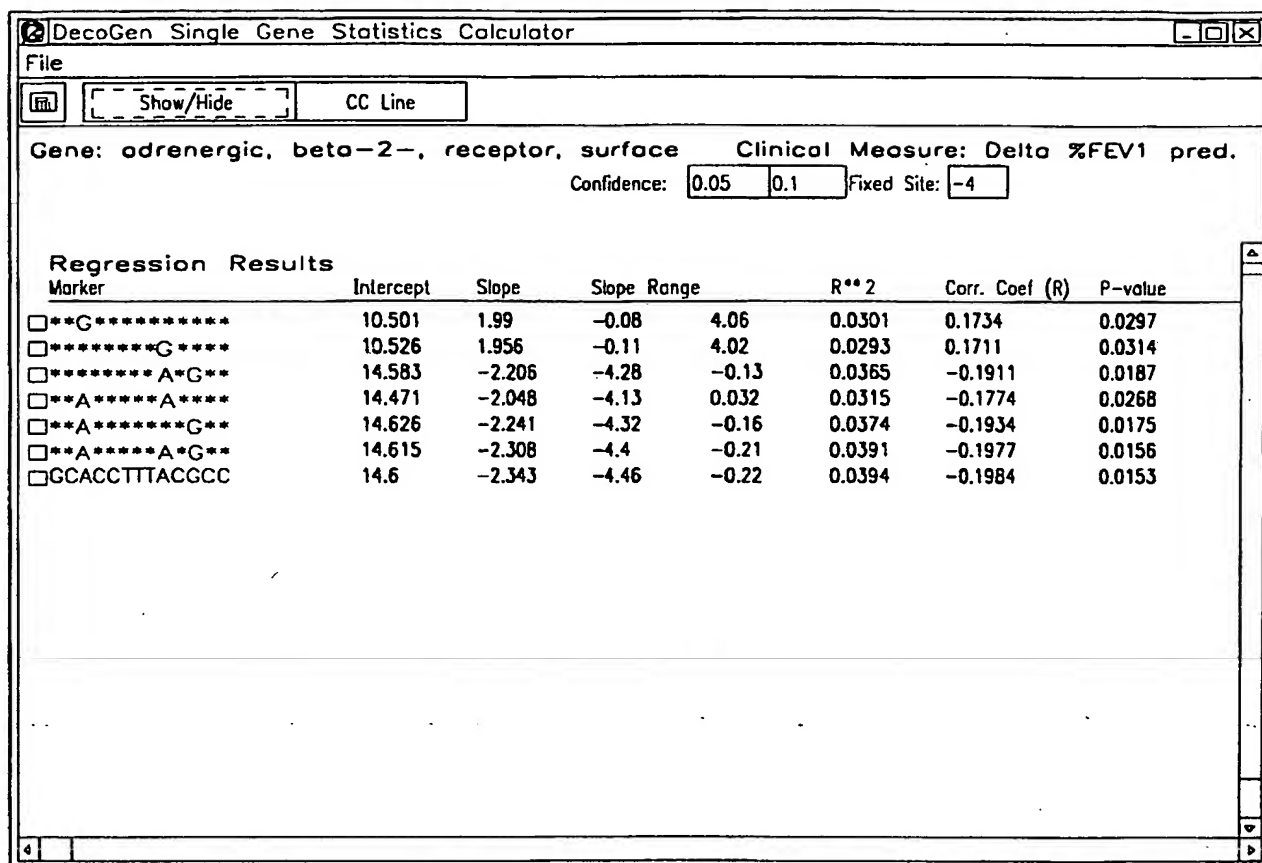 DecoGen Single Gene Statistics Calculator
File
Show/Hide CC Line
Gene: adrenergic, beta-2-, receptor, surface Clinical Measure: Delta %FEV1 pred.
Confidence: 0.05 0.1 Fixed Site: -4
Regression Results
Marker Intercept Slope Slope Range R**2 Corr. Coef (R) P-value
**G********** 10.501 1.99 -0.08 4.06 0.0301 0.1734 0.0297
********G**** 10.526 1.956 -0.11 4.02 0.0293 0.1711 0.0314
********A*G** 14.583 -2.206 -4.28 -0.13 0.0365 -0.1911 0.0187
**A*****A**** 14.471 -2.048 -4.13 0.032 0.0315 -0.1774 0.0268
**A*******G** 14.626 -2.241 -4.32 -0.16 0.0374 -0.1934 0.0175
**A*****A*G** 14.615 -2.308 -4.4 -0.21 0.0391 -0.1977 0.0156
GCACCTTTACGCC 14.6 -2.343 -4.46 -0.22 0.0394 -0.1984 0.0153